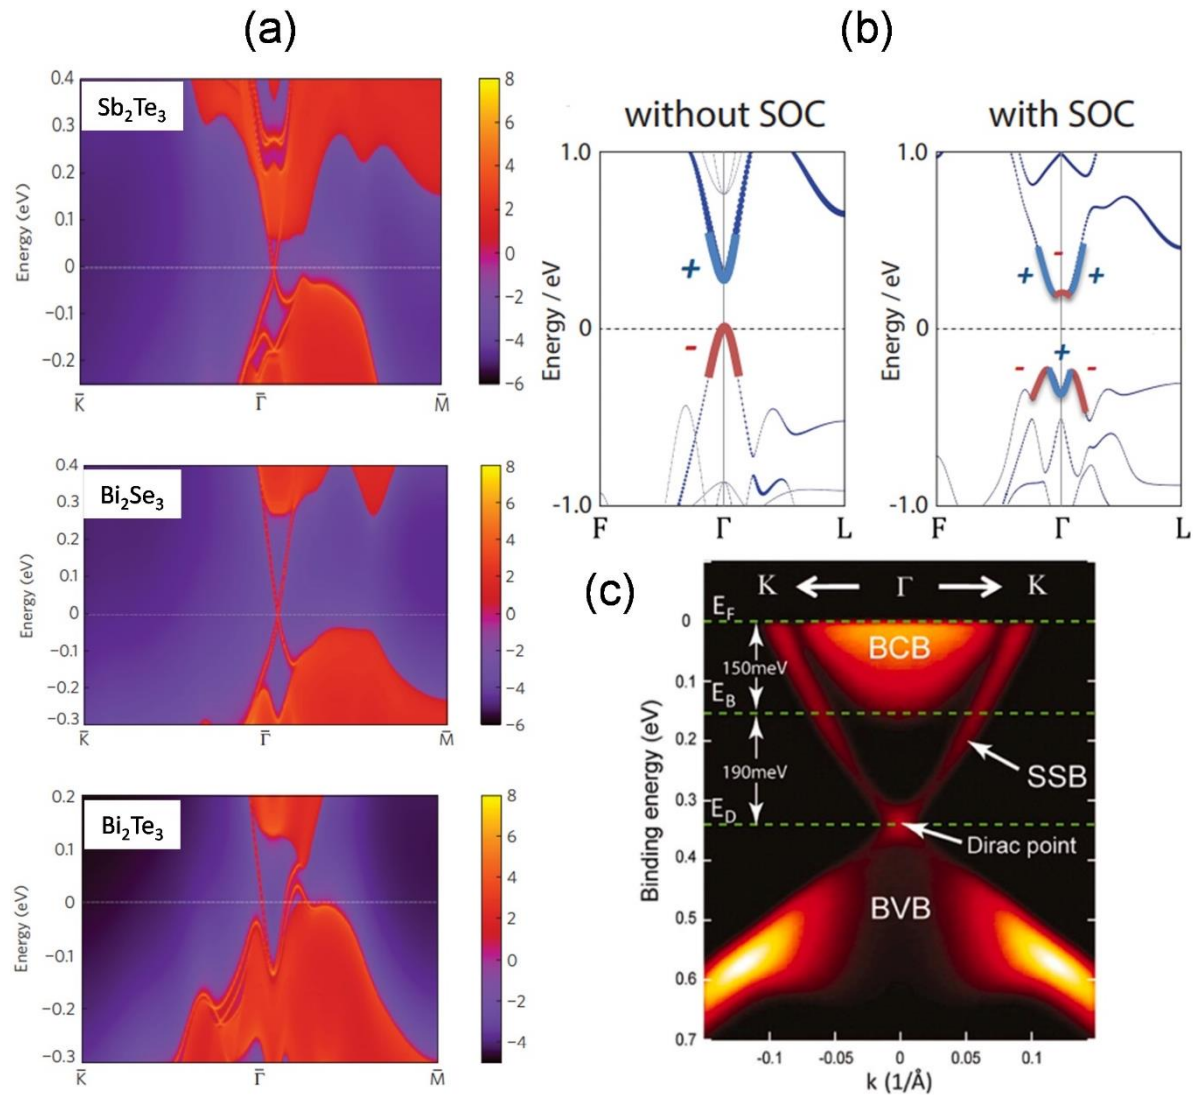 (a)
(b)
Sb₂Te₃
0.4
0.3
0.2
0.1
0
−0.1
−0.2
Energy (eV)
K̄
Γ̄
M̄
8
6
4
2
0
−2
−4
−6
Bi₂Se₃
0.4
0.3
0.2
0.1
0
−0.1
−0.2
−0.3
Energy (eV)
K̄
Γ̄
M̄
8
6
4
2
0
−2
−4
−6
Bi₂Te₃
0.2
0.1
0
−0.1
−0.2
−0.3
Energy (eV)
K̄
Γ̄
M̄
8
6
4
2
0
−2
−4
without SOC
1.0
0
-1.0
Energy / eV
+
-
F
Γ
L
with SOC
1.0
0
-1.0
Energy / eV
-
+ +
+
- -
F
Γ
L
(c)
K Γ K
E_F
BCB
150meV
E_B
190meV
SSB
E_D
Dirac point
BVB
0
0.1
0.2
0.3
0.4
0.5
0.6
0.7
Binding energy (eV)
-0.1 -0.05 0 0.05 0.1
k (1/Å)